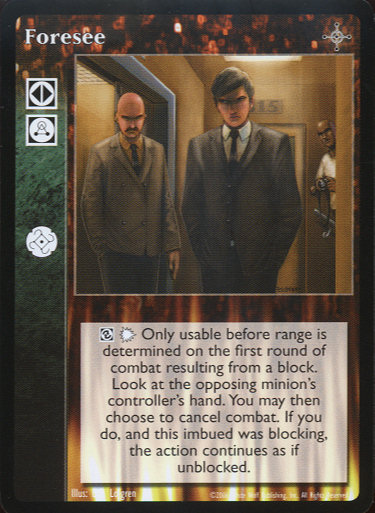 Foresee
15
Only usable before range is
determined on the first round of
combat resulting from a block.
Look at the opposing minion's
controller's hand. You may then
choose to cancel combat. If you
do, and this imbued was blocking,
the action continues as if
unblocked.
Illus: Lofgren
Wolf Publishing, Inc. All Rights Reserved